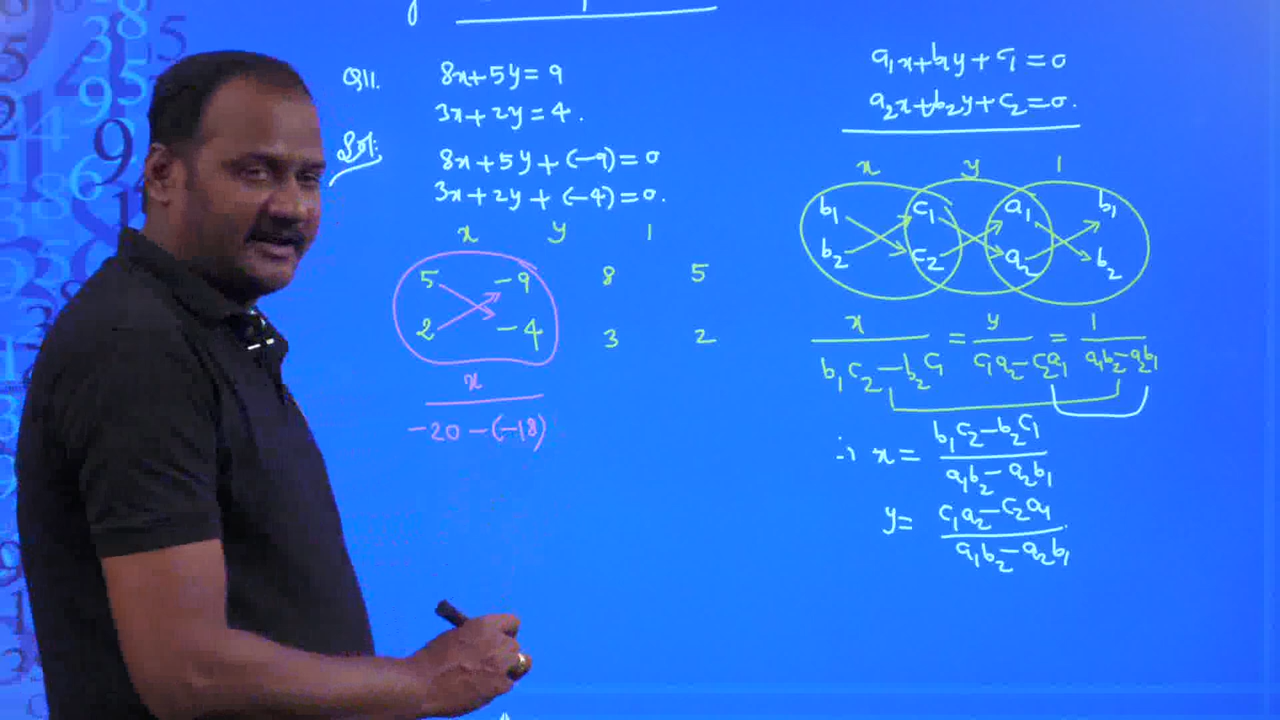 Q11. 8x+5y=9
3x+2y=4.
Sol:
8x+5y+(-9)=0
3x+2y+(-4)=0.
x y 1
5 -9 8 5
2 -4 3 2
x
-20-(-18)
a₁x+b₁y+c₁=0
a₂x+b₂y+c₂=0.
x y 1
b₁ c₁ a₁ b₁
b₂ c₂ a₂ b₂
x = y = 1
b₁c₂-b₂c₁ c₁a₂-c₂a₁ a₁b₂-a₂b₁
∴ x= b₁c₂-b₂c₁
a₁b₂-a₂b₁
y= c₁a₂-c₂a₁.
a₁b₂-a₂b₁